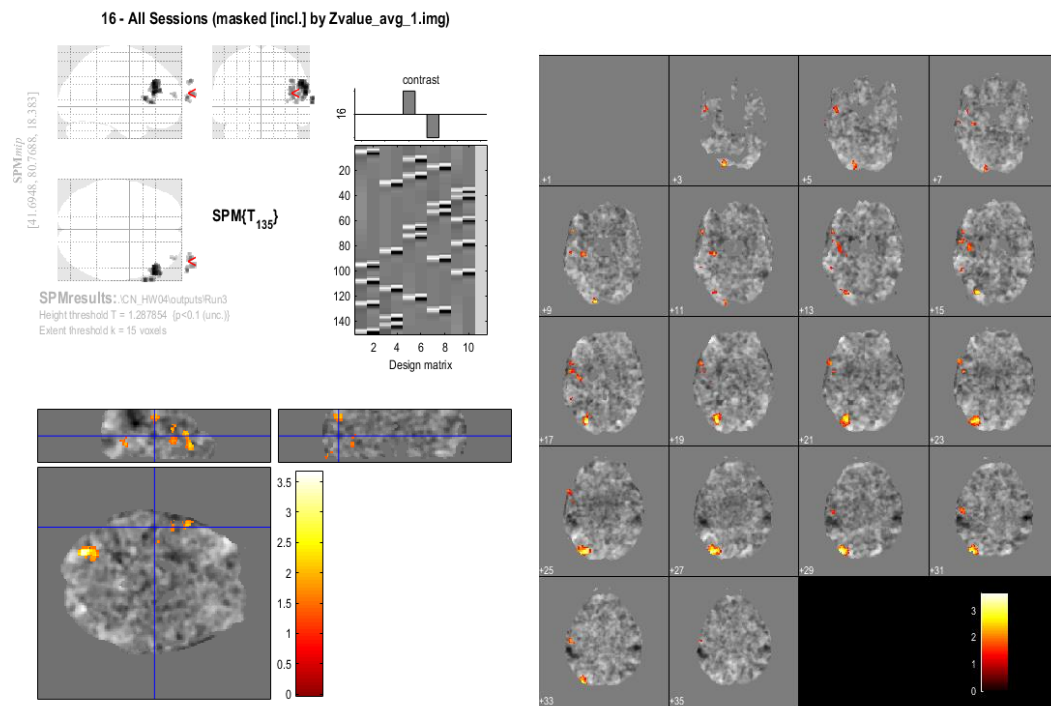 16 - All Sessions (masked [incl.] by Zvalue_avg_1.img)
SPMmip
[41.6948, 80.7688, 18.383]
<
<
<
SPM{T135}
SPMresults: .\CN_HW04\outputs\Run3
Height threshold T = 1.287854 {p<0.1 (unc.)}
Extent threshold k = 15 voxels
contrast
16
20
40
60
80
100
120
140
2 4 6 8 10
Design matrix
3.5
3
2.5
2
1.5
1
0.5
0
+1 +3 +5 +7
+9 +11 +13 +15
+17 +19 +21 +23
+25 +27 +29 +31
+33 +35
3
2
1
0